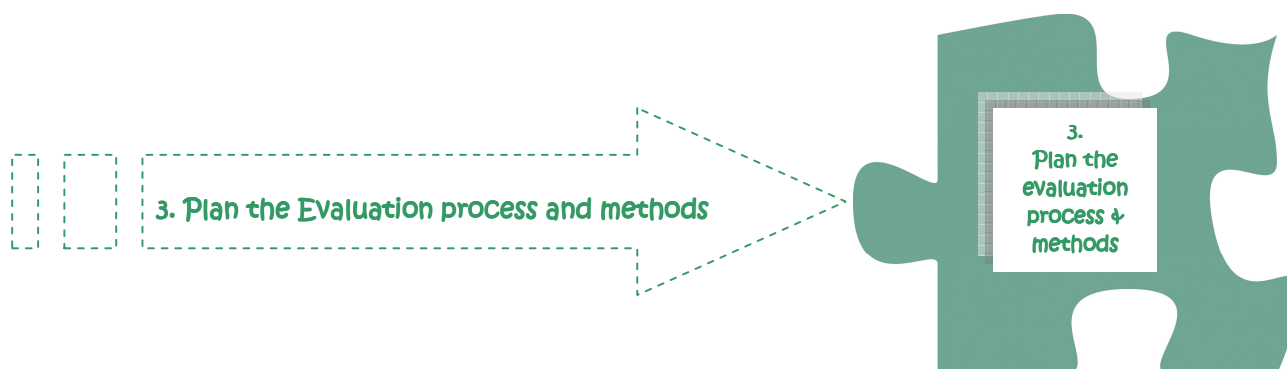 3. Plan the Evaluation process and methods
3.
Plan the
evaluation
process &
methods